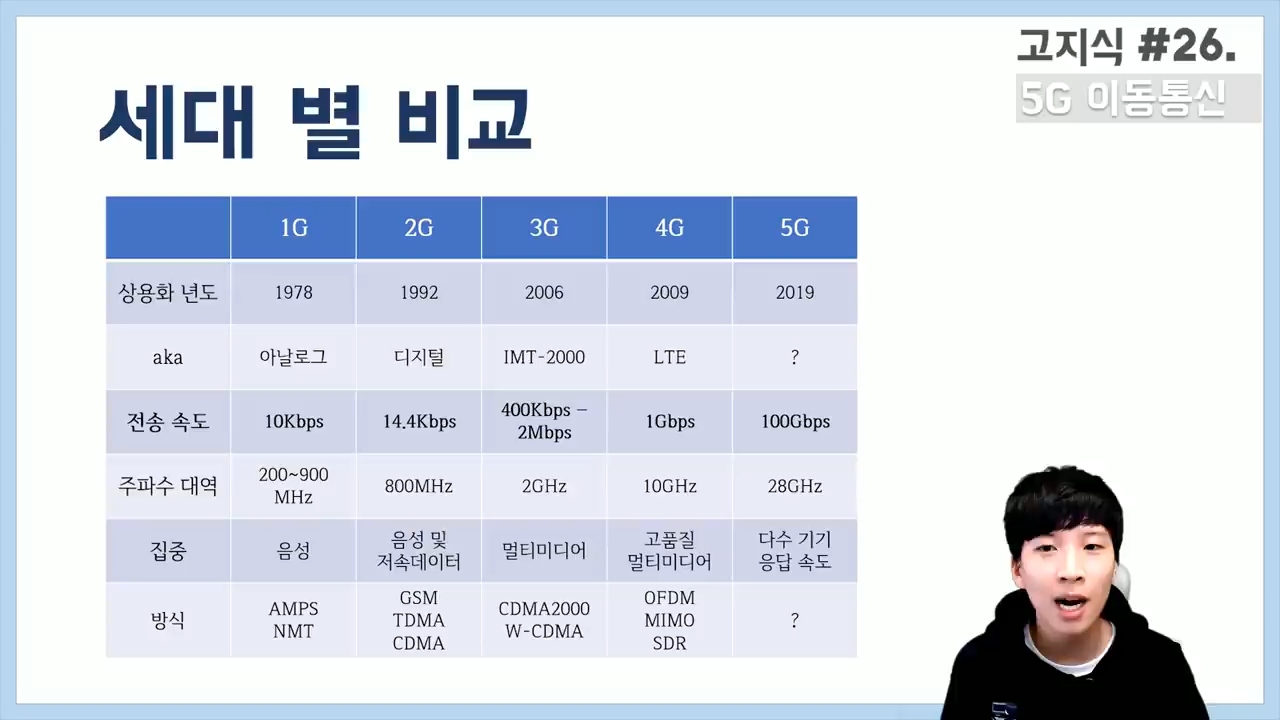 고지식 #26.
5G 이동통신
세대 별 비교
1G 2G 3G 4G 5G
상용화 년도 1978 1992 2006 2009 2019
aka 아날로그 디지털 IMT-2000 LTE ?
전송 속도 10Kbps 14.4Kbps 400Kbps – 2Mbps 1Gbps 100Gbps
주파수 대역 200~900 MHz 800MHz 2GHz 10GHz 28GHz
집중 음성 음성 및 저속데이터 멀티미디어 고품질 멀티미디어 다수 기기 응답 속도
방식 AMPS NMT GSM TDMA CDMA CDMA2000 W-CDMA OFDM MIMO SDR ?